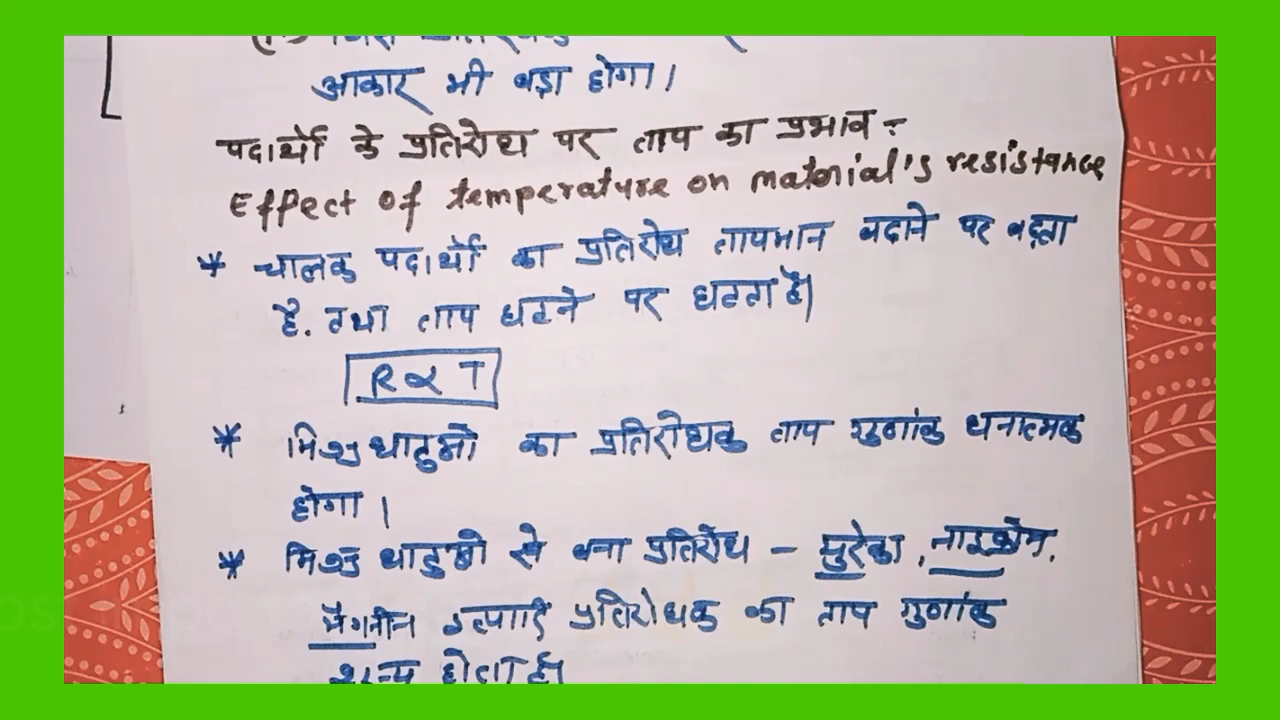 आकार भी बड़ा होगा।
पदार्थो के प्रतिरोध पर ताप का प्रभाव :-
Effect of temperature on material's resistance
* चालक पदार्थो का प्रतिरोध तापमान बढाने पर बढ़ता
है. तथा ताप घटने पर घटता है।
R ∝ T
* मिश्र धातुओ का प्रतिरोधक ताप गुणांक धनात्मक
होगा।
* मिश्र धातुओ से बना प्रतिरोध - युरेका, नाइक्रोम,
मैगनीन इत्यादि प्रतिरोधक का ताप गुणांक
शून्य होता है।